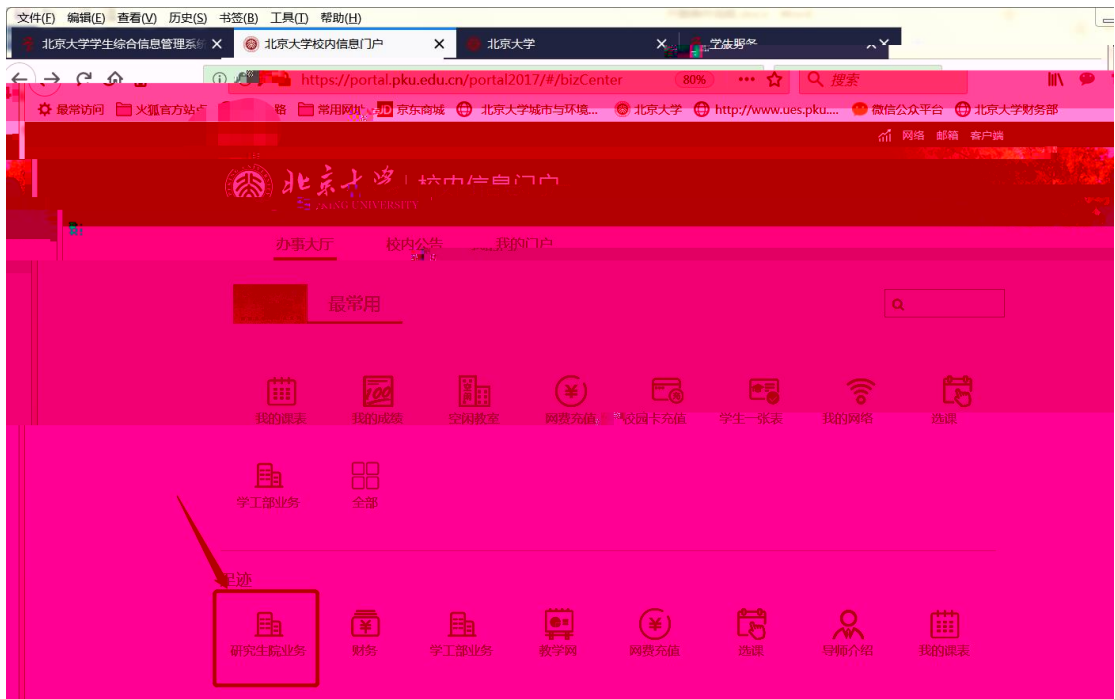 文件(F) 编辑(E) 查看(V) 历史(S) 书签(B) 工具(T) 帮助(H)
北京大学学生综合信息管理系统 北京大学校内信息门户 北京大学
https://portal.pku.edu.cn/portal2017/#/bizCenter 80% 搜索
最常访问 火狐官方站点 常用网址 京东商城 北京大学城市与环境... 北京大学 http://www.ues.pku.... 微信公众平台 北京大学财务部
网络 邮箱 客户端
北京大学 校内信息门户
办事大厅 校内公告 我的门户
最常用
我的课表 我的成绩 空闲教室 网费充值 校园卡充值 学生一张表 我的网络 选课
学工部业务 全部
足迹
研究生院业务 财务 学工部业务 教学网 网费充值 选课 导师介绍 我的课表